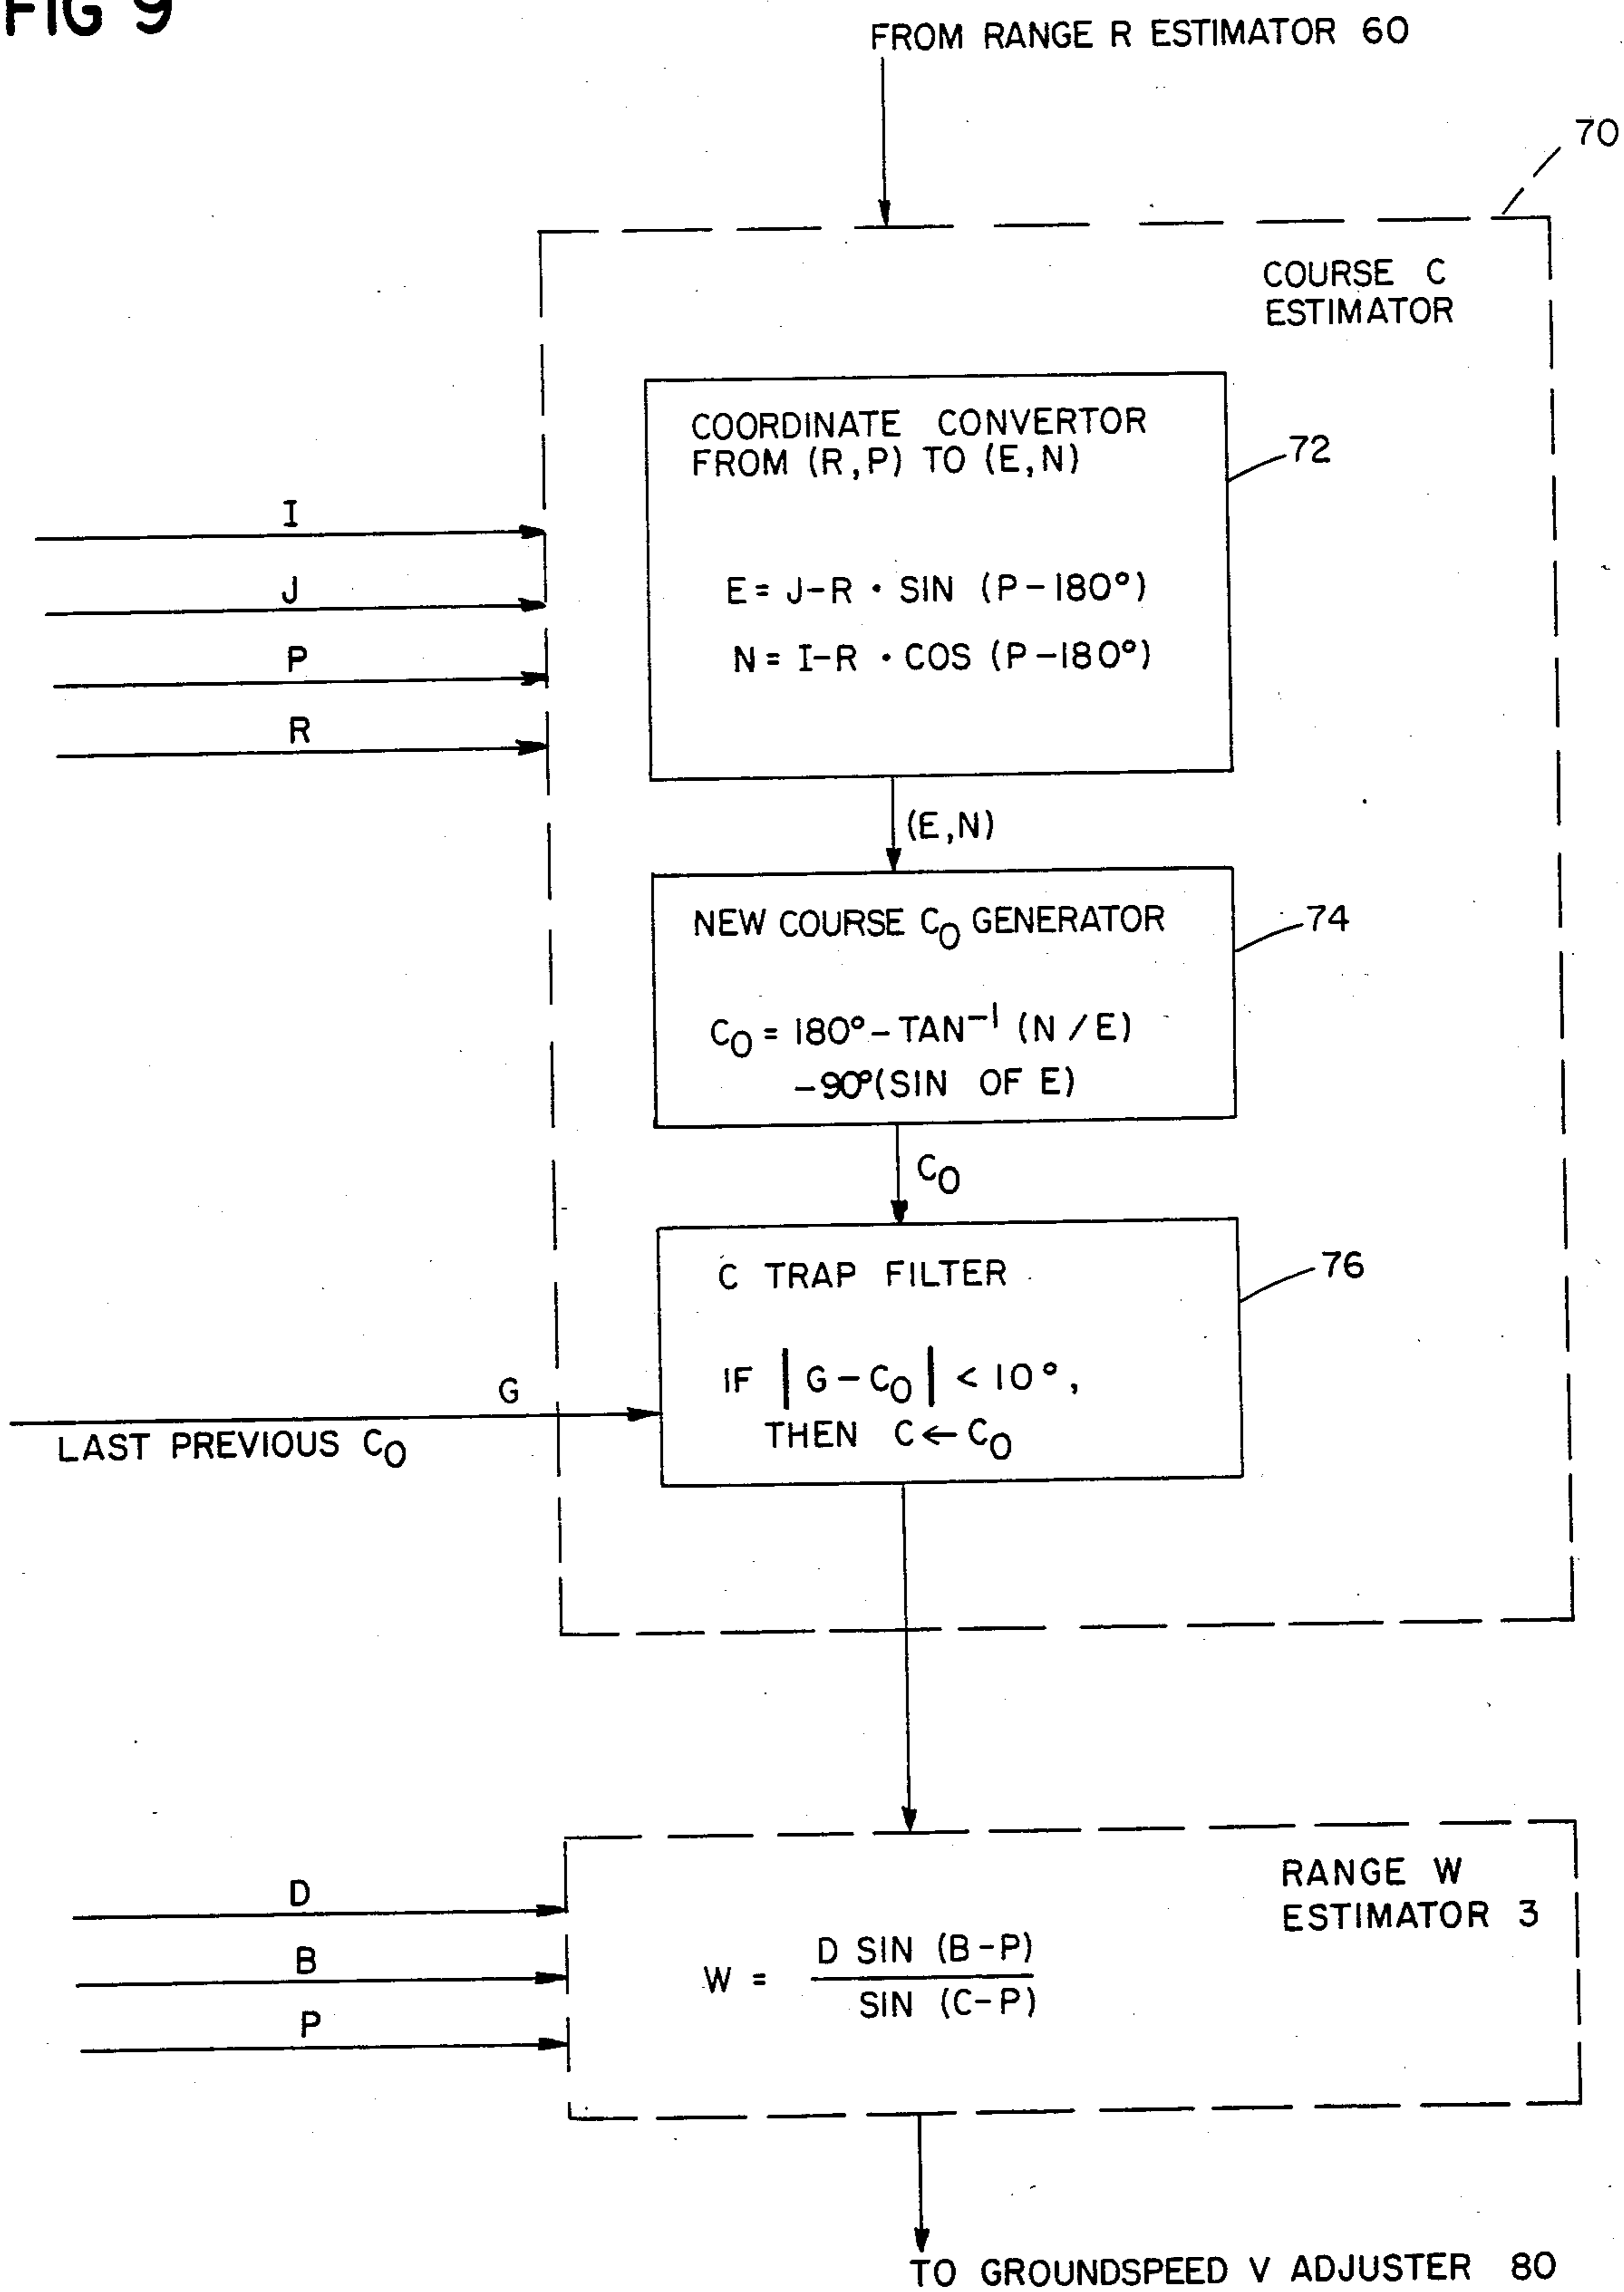 FIG 9
FROM RANGE R ESTIMATOR 60
70
COURSE C
ESTIMATOR
COORDINATE CONVERTOR
FROM (R,P) TO (E,N)
72
E = J-R • SIN (P-180°)
N = I-R • COS (P-180°)
I
J
P
R
(E,N)
NEW COURSE C₀ GENERATOR
74
C₀ = 180° - TAN⁻¹ (N / E)
-90°(SIN OF E)
C₀
C TRAP FILTER
76
IF |G-C₀| < 10°,
THEN C ← C₀
G
LAST PREVIOUS C₀
RANGE W
ESTIMATOR 3
D
B
P
W = D SIN (B-P)
SIN (C-P)
TO GROUNDSPEED V ADJUSTER 80